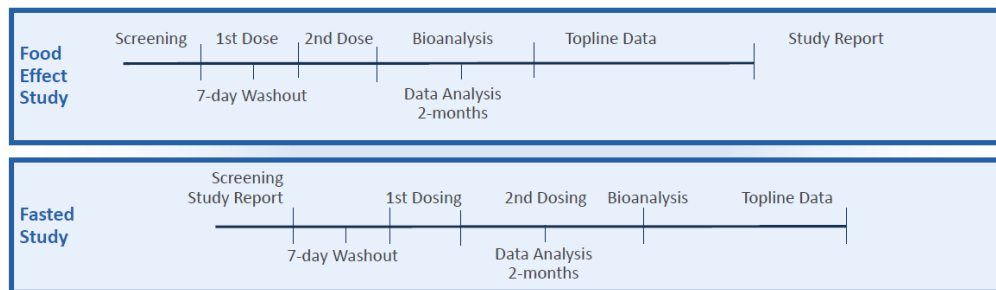 Food
Effect
Study
Screening 1st Dose 2nd Dose Bioanalysis Topline Data Study Report
7-day Washout Data Analysis
2-months
Fasted
Study
Screening
Study Report 1st Dosing 2nd Dosing Bioanalysis Topline Data
7-day Washout Data Analysis
2-months